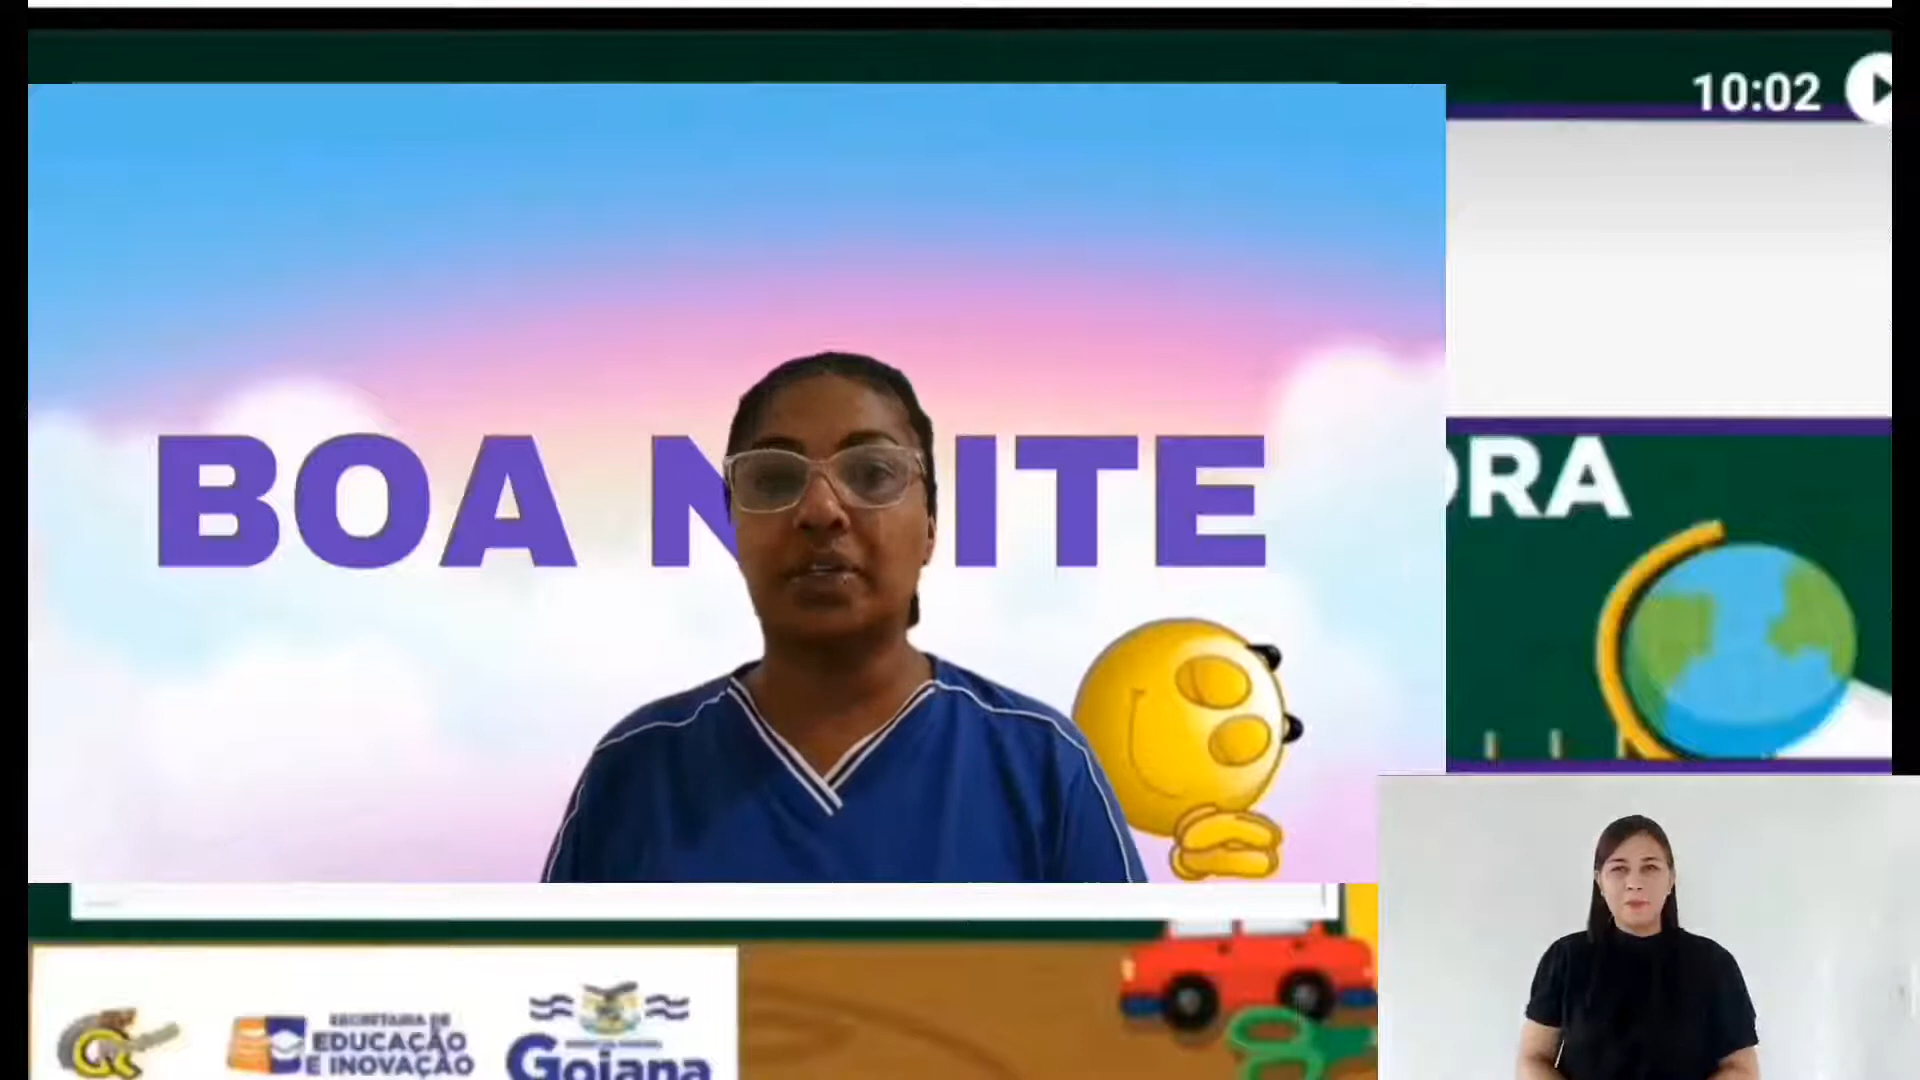 10:02
BOA N ITE
ORA
SECRETARIA DE
EDUCAÇÃO
E INOVAÇÃO
Goiana